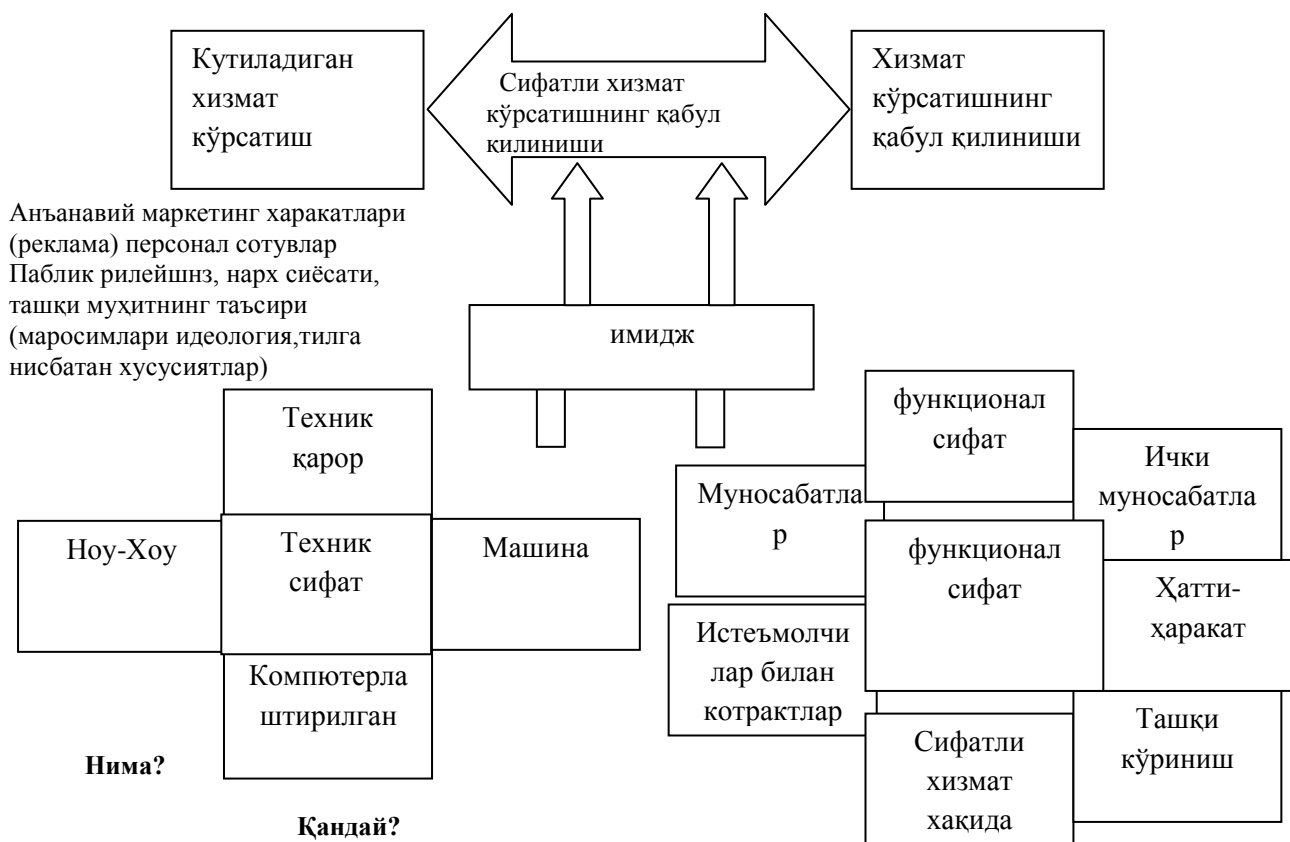 Кутиладиган
хизмат
кўрсатиш
Сифатли хизмат
кўрсатишнинг қабул
қилиниши
Хизмат
кўрсатишнинг
қабул қилиниши
Анъанавий маркетинг харакатлари
(реклама) персонал сотувлар
Паблик рилейшнз, нарх сиёсати,
ташқи муҳитнинг таъсири
(маросимлари идеология,тилга
нисбатан хусусиятлар)
имидж
Техник
қарор
Ноу-Хоу
Техник
сифат
Машина
Компютерла
штирилган
функционал
сифат
Муносабатла
р
Ички
муносабатла
р
функционал
сифат
Ҳатти-
ҳаракат
Истеъмолчи
лар билан
котрактлар
Сифатли
хизмат
хақида
Ташқи
кўриниш
Нима?
Қандай?